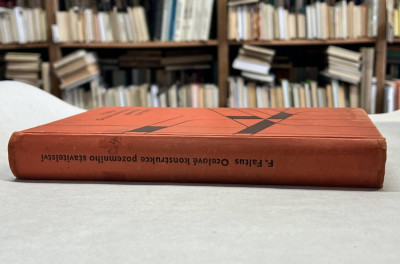 F. Faltus Ocelové konstrukce pozemního stavitelství